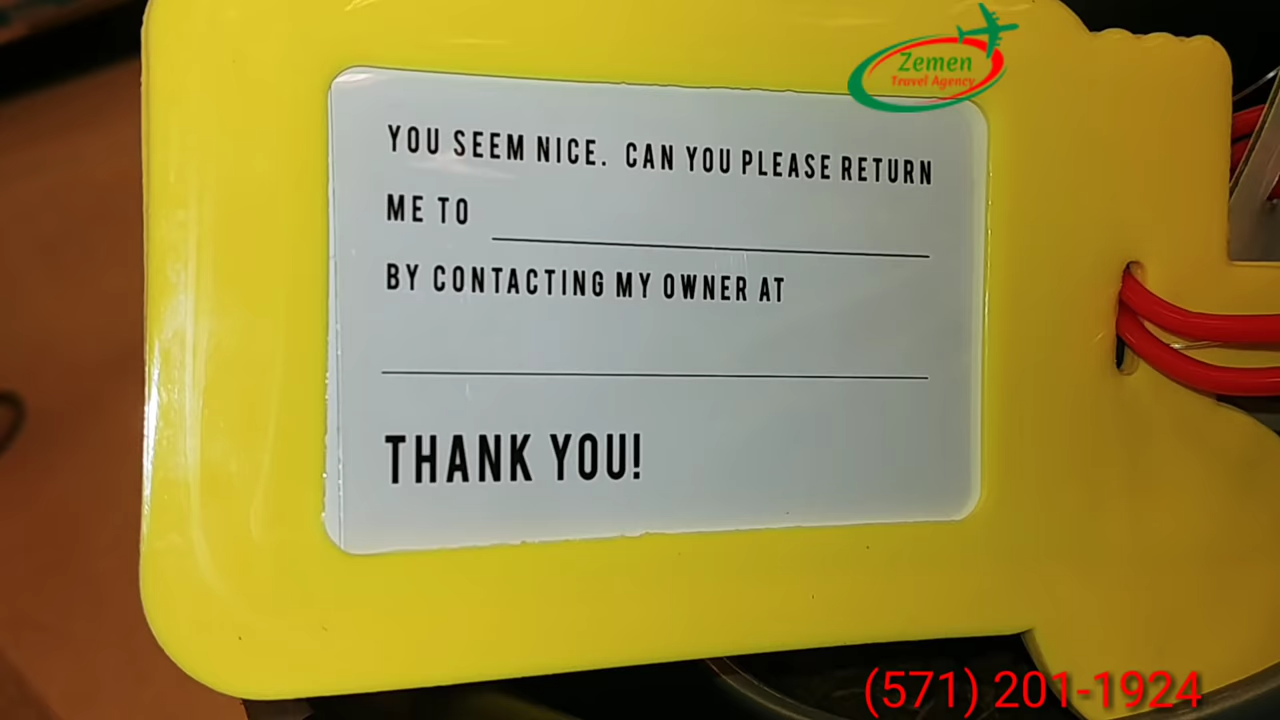 Zemen
Travel Agency
YOU SEEM NICE. CAN YOU PLEASE RETURN
ME TO
BY CONTACTING MY OWNER AT
THANK YOU!
(571) 201-1924